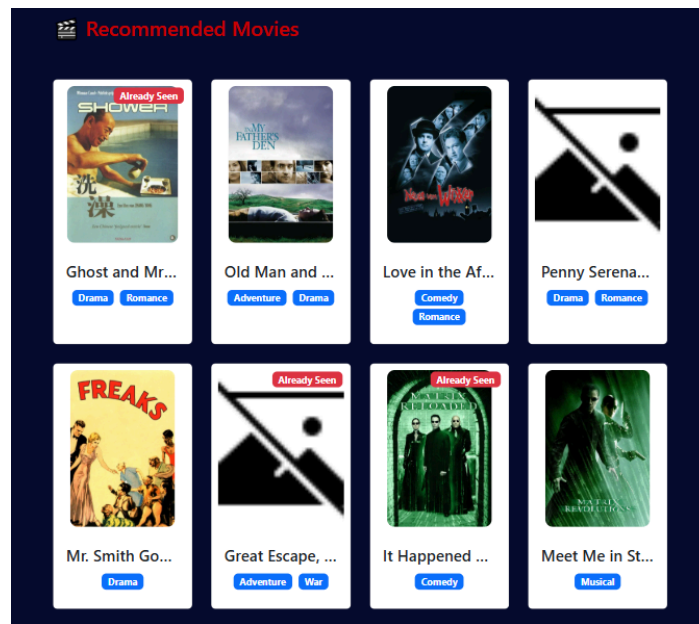 Recommended Movies
Already Seen
SHOWER
洗
澡
Ghost and Mr...
Drama Romance
MY
FATHER'S
DEN
Old Man and ...
Adventure Drama
Love in the Af...
Comedy
Romance
Penny Serena...
Drama Romance
FREAKS
Mr. Smith Go...
Drama
Already Seen
Great Escape, ...
Adventure War
Already Seen
MATRIX
RELOADED
It Happened ...
Comedy
MATRIX
REVOLUTIONS
Meet Me in St...
Musical